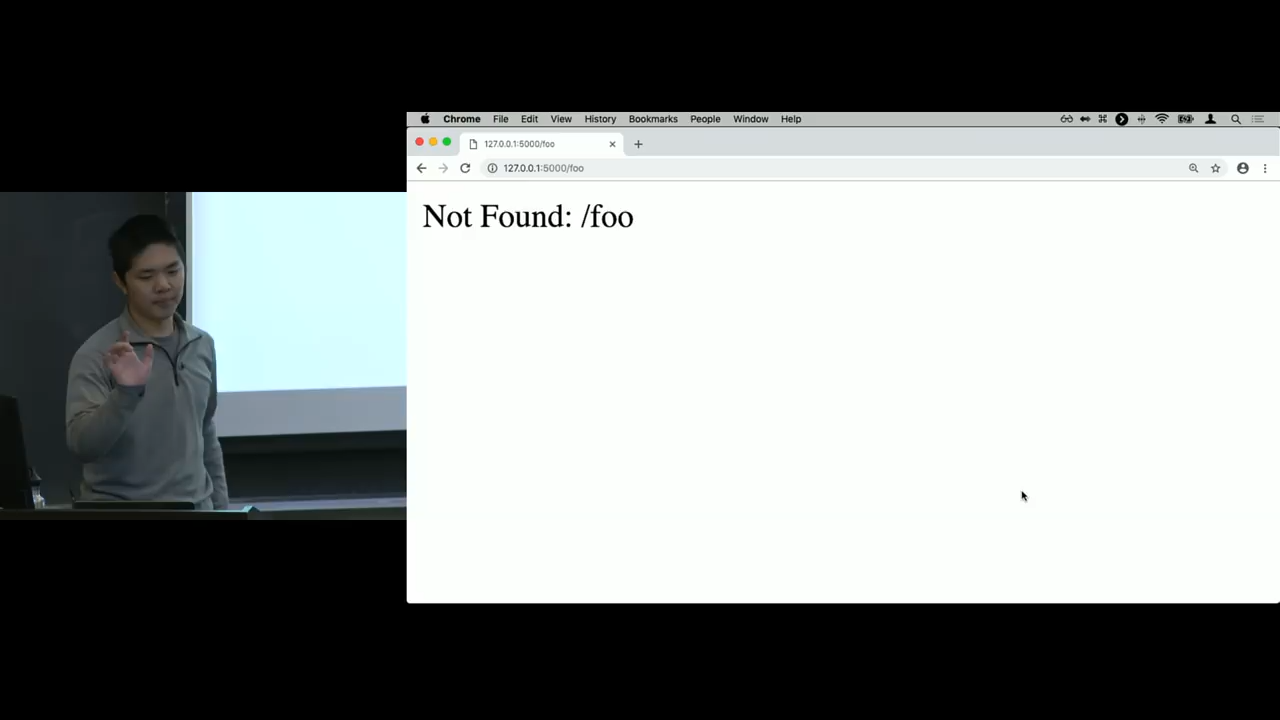 Chrome File Edit View History Bookmarks People Window Help
127.0.0.1:5000/foo
127.0.0.1:5000/foo
Not Found: /foo